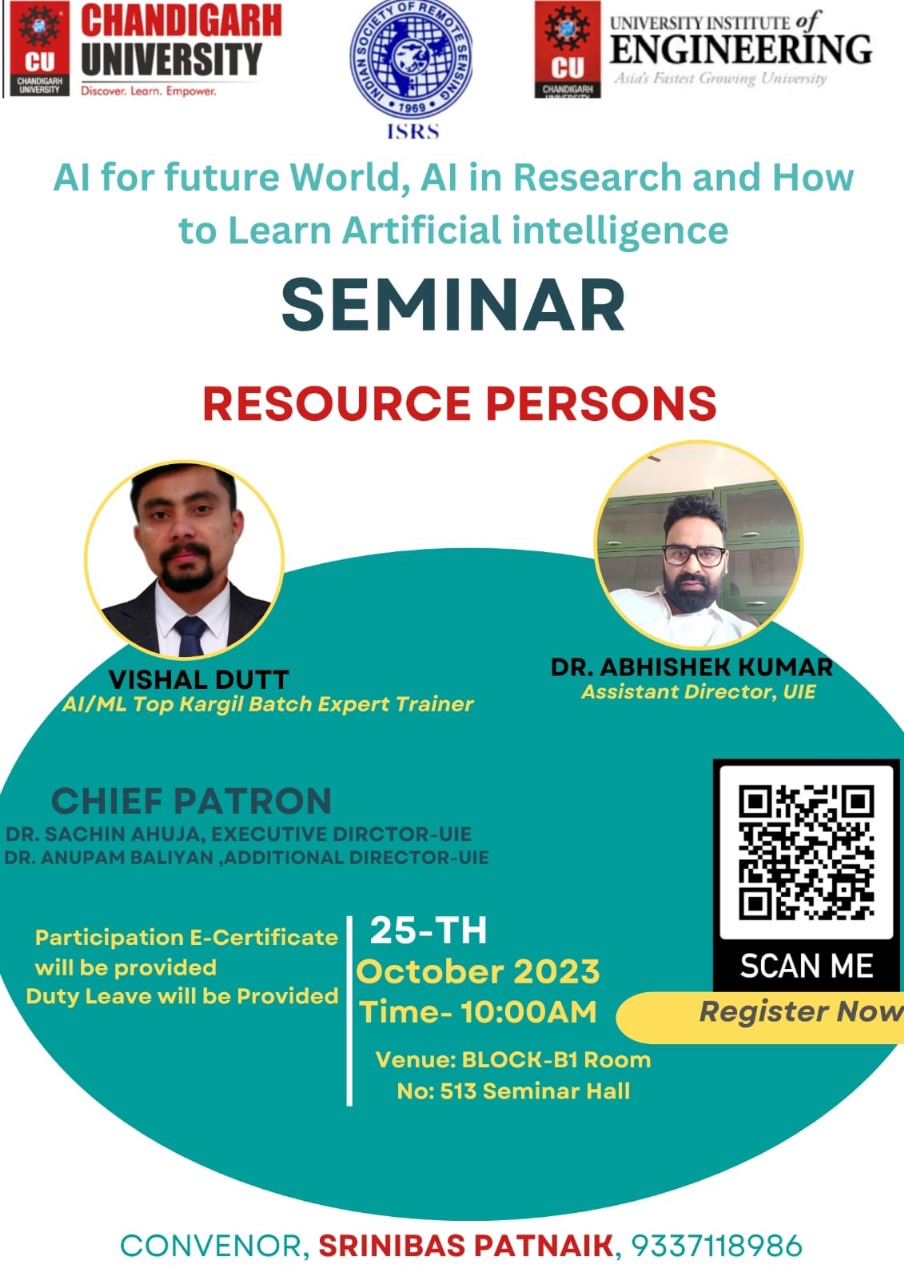 CHANDIGARH
UNIVERSITY
Discover. Learn. Empower.
CU
CHANDIGARH
UNIVERSITY
INDIAN SOCIETY OF REMOTE SENSING
• 1969 •
ISRS
CU
CHANDIGARH
UNIVERSITY
UNIVERSITY INSTITUTE of
ENGINEERING
Asia's Fastest Growing University
AI for future World, AI in Research and How
to Learn Artificial intelligence
SEMINAR
RESOURCE PERSONS
VISHAL DUTT
AI/ML Top Kargil Batch Expert Trainer
DR. ABHISHEK KUMAR
Assistant Director, UIE
CHIEF PATRON
DR. SACHIN AHUJA, EXECUTIVE DIRCTOR-UIE
DR. ANUPAM BALIYAN ,ADDITIONAL DIRECTOR-UIE
Participation E-Certificate
will be provided
Duty Leave will be Provided
25-TH
October 2023
Time- 10:00AM
Venue: BLOCK-B1 Room
No: 513 Seminar Hall
SCAN ME
Register Now
CONVENOR, SRINIBAS PATNAIK, 9337118986